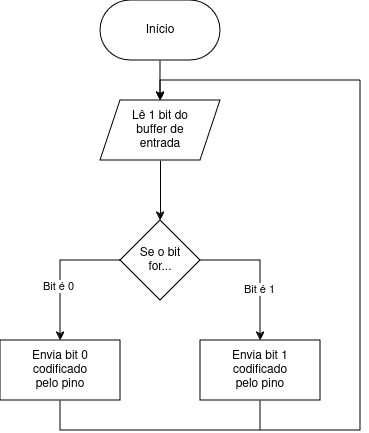 Início
Lê 1 bit do
buffer de
entrada
Se o bit
for...
Bit é 0
Bit é 1
Envia bit 0
codificado
pelo pino
Envia bit 1
codificado
pelo pino